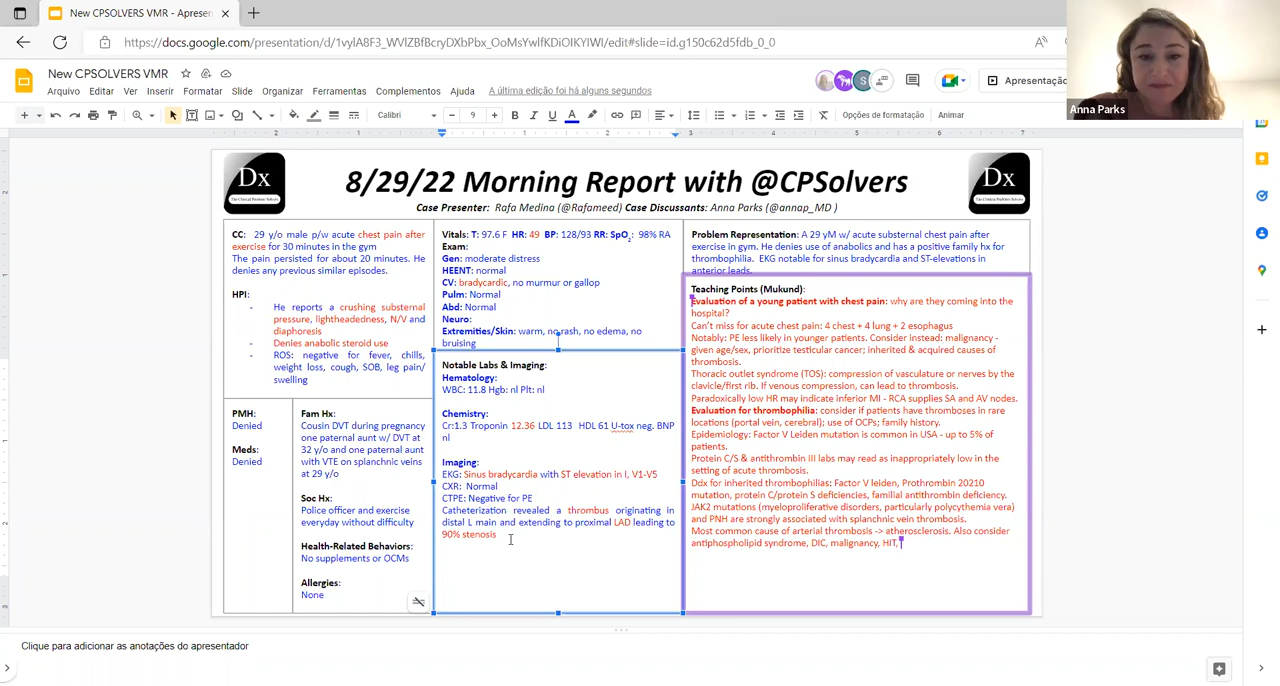 New CPSOLVERS VMR - Apresen
https://docs.google.com/presentation/d/1vylA8F3_WVlZBfBcryDXbPbx_OoMsYwlfKDiOIKYIWI/edit#slide=id.g150c62d5fdb_0_0
New CPSOLVERS VMR
Apresentação
Arquivo Editar Ver Inserir Formatar Slide Organizar Ferramentas Complementos Ajuda A última edição foi há alguns segundos
Anna Parks
Calibri 9 B I U A Opções de formatação Animar
2 1 1 2 3 4 5 6 7
Dx
The Clinical Problem Solvers
8/29/22 Morning Report with @CPSolvers
Case Presenter: Rafa Medina (@Rafameed) Case Discussants: Anna Parks (@annap_MD )
Dx
The Clinical Problem Solvers
CC: 29 y/o male p/w acute chest pain after
exercise for 30 minutes in the gym
The pain persisted for about 20 minutes. He
denies any previous similar episodes.
HPI:
- He reports a crushing substernal
pressure, lightheadedness, N/V and
diaphoresis
- Denies anabolic steroid use
- ROS: negative for fever, chills,
weight loss, cough, SOB, leg pain/
swelling
PMH:
Denied
Meds:
Denied
Fam Hx:
Cousin DVT during pregnancy
one paternal aunt w/ DVT at
32 y/o and one paternal aunt
with VTE on splanchnic veins
at 29 y/o
Soc Hx:
Police officer and exercise
everyday without difficulty
Health-Related Behaviors:
No supplements or OCMs
Allergies:
None
Vitals: T: 97.6 F HR: 49 BP: 128/93 RR: SpO2: 98% RA
Exam:
Gen: moderate distress
HEENT: normal
CV: bradycardic, no murmur or gallop
Pulm: Normal
Abd: Normal
Neuro:
Extremities/Skin: warm, no rash, no edema, no
bruising
Notable Labs & Imaging:
Hematology:
WBC: 11.8 Hgb: nl Plt: nl
Chemistry:
Cr:1.3 Troponin 12.36 LDL 113 HDL 61 U-tox neg. BNP
nl
Imaging:
EKG: Sinus bradycardia with ST elevation in I, V1-V5
CXR: Normal
CTPE: Negative for PE
Catheterization revealed a thrombus originating in
distal L main and extending to proximal LAD leading to
90% stenosis
Problem Representation: A 29 yM w/ acute substernal chest pain after
exercise in gym. He denies use of anabolics and has a positive family hx for
thrombophilia. EKG notable for sinus bradycardia and ST-elevations in
anterior leads.
Teaching Points (Mukund):
Evaluation of a young patient with chest pain: why are they coming into the
hospital?
Can't miss for acute chest pain: 4 chest + 4 lung + 2 esophagus
Notably: PE less likely in younger patients. Consider instead: malignancy -
given age/sex, prioritize testicular cancer; inherited & acquired causes of
thrombosis.
Thoracic outlet syndrome (TOS): compression of vasculature or nerves by the
clavicle/first rib. If venous compression, can lead to thrombosis.
Paradoxically low HR may indicate inferior MI - RCA supplies SA and AV nodes.
Evaluation for thrombophilia: consider if patients have thromboses in rare
locations (portal vein, cerebral); use of OCPs; family history.
Epidemiology: Factor V Leiden mutation is common in USA - up to 5% of
patients.
Protein C/S & antithrombin III labs may read as inappropriately low in the
setting of acute thrombosis.
Ddx for inherited thrombophilias: Factor V leiden, Prothrombin 20210
mutation, protein C/protein S deficiencies, familial antithrombin deficiency.
JAK2 mutations (myeloproliferative disorders, particularly polycythemia vera)
and PNH are strongly associated with splanchnic vein thrombosis.
Most common cause of arterial thrombosis -> atherosclerosis. Also consider
antiphospholipid syndrome, DIC, malignancy, HIT,
Clique para adicionar as anotações do apresentador